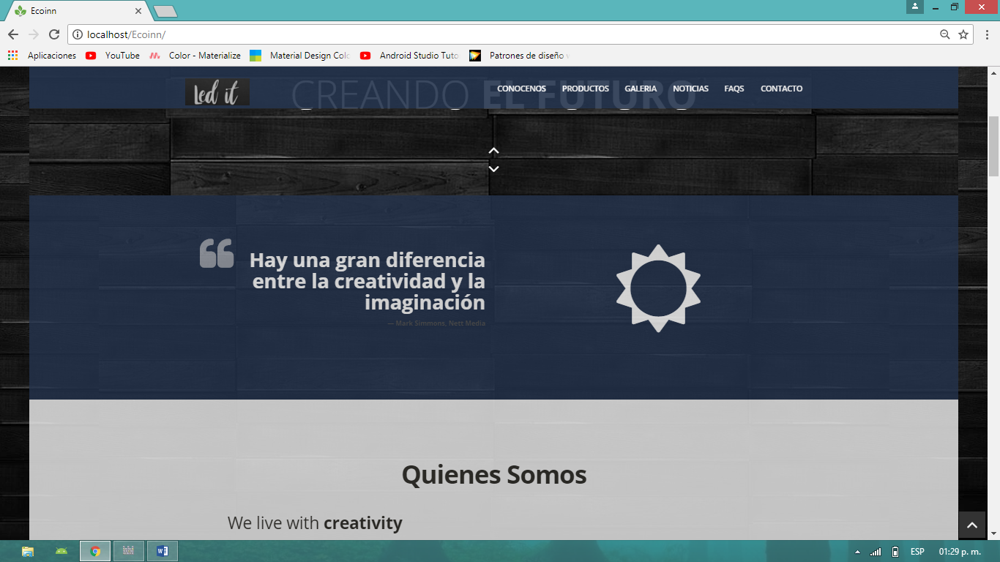 Ecoinn
localhost/Ecoinn/
Aplicaciones YouTube Color - Materialize Material Design Colo Android Studio Tuto Patrones de diseño
Led it CREANDO EL FUTURO CONOCENOS PRODUCTOS GALERIA NOTICIAS FAQS CONTACTO
Hay una gran diferencia
entre la creatividad y la
imaginación
— Mark Simmons, Nett Media
Quienes Somos
We live with creativity
ESP 01:29 p. m.